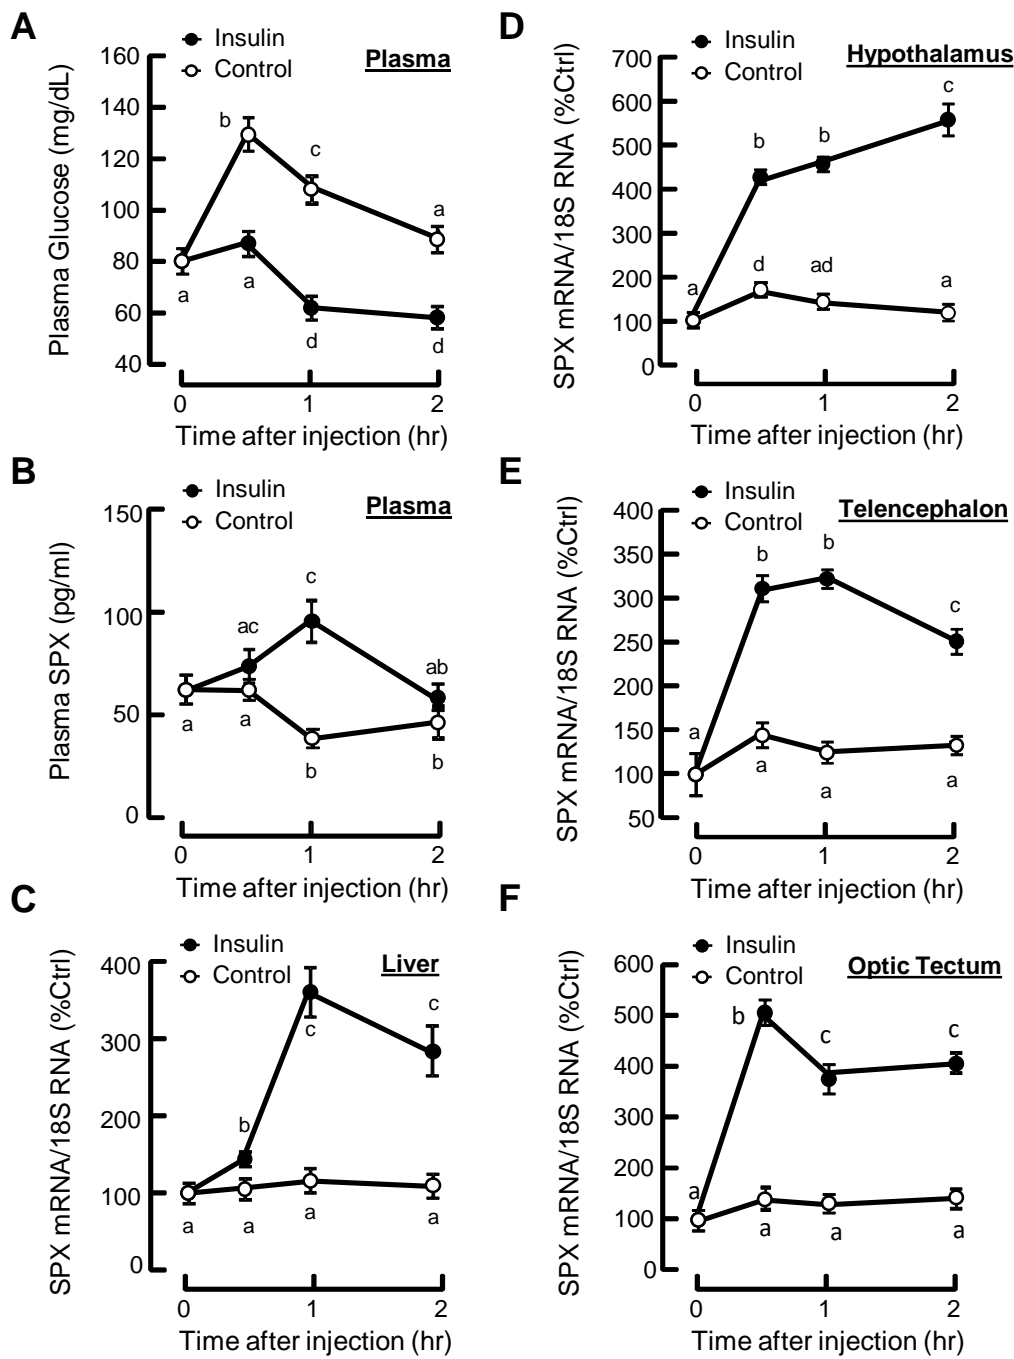 A
Insulin
Control
Plasma
Plasma Glucose (mg/dL)
160
140
120
100
80
60
40
b
c
a
a
a
d
d
0
1
2
Time after injection (hr)
B
Insulin
Control
Plasma
Plasma SPX (pg/ml)
150
100
50
0
c
ac
ab
a
a
b
b
0
1
2
Time after injection (hr)
C
Insulin
Control
Liver
SPX mRNA/18S RNA (%Ctrl)
400
300
200
100
0
c
c
b
a
a
a
a
0
1
2
Time after injection (hr)
D
Insulin
Control
Hypothalamus
SPX mRNA/18S RNA (%Ctrl)
700
600
500
400
300
200
100
0
c
b
b
a
d
ad
a
0
1
2
Time after injection (hr)
E
Insulin
Control
Telencephalon
SPX mRNA/18S RNA (%Ctrl)
400
350
300
250
200
150
100
50
b
b
c
a
a
a
a
0
1
2
Time after injection (hr)
F
Insulin
Control
Optic Tectum
SPX mRNA/18S RNA (%Ctrl)
600
500
400
300
200
100
0
b
c
c
a
a
a
a
0
1
2
Time after injection (hr)